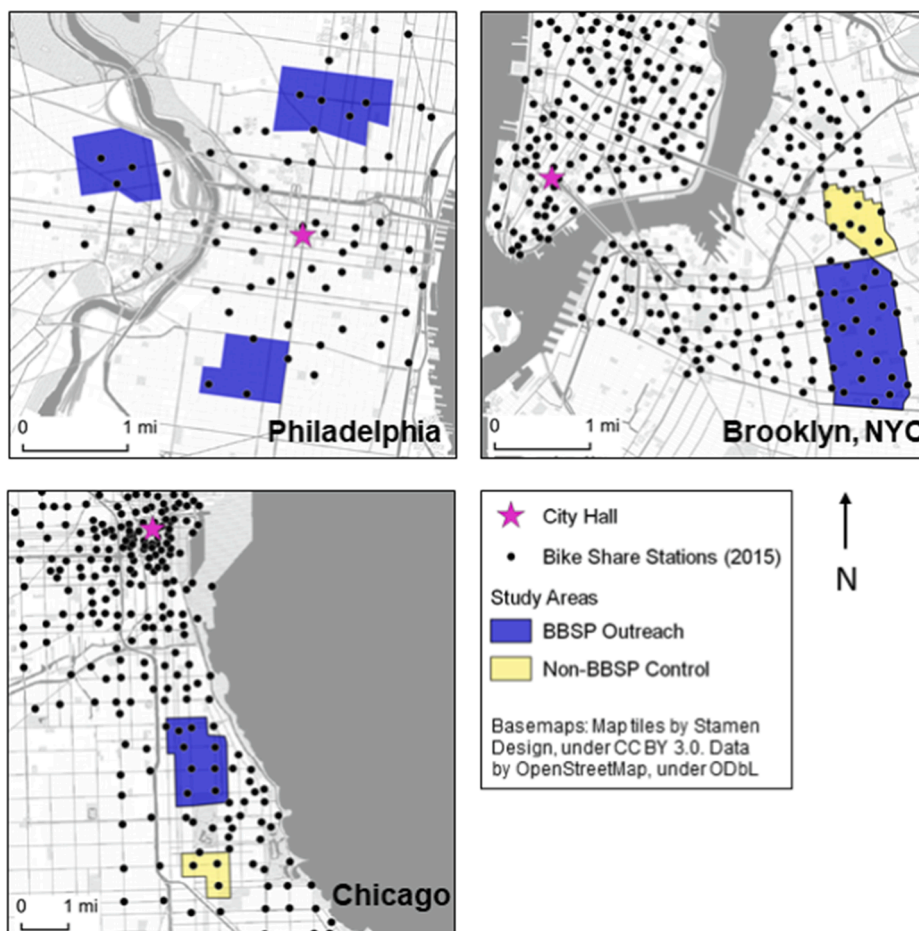 0 1 mi
Philadelphia
0 1 mi
Brooklyn, NYC
0 1 mi
Chicago
City Hall
Bike Share Stations (2015)
Study Areas
BBSP Outreach
Non-BBSP Control
Basemaps: Map tiles by Stamen
Design, under CC BY 3.0. Data
by OpenStreetMap, under ODbL
N